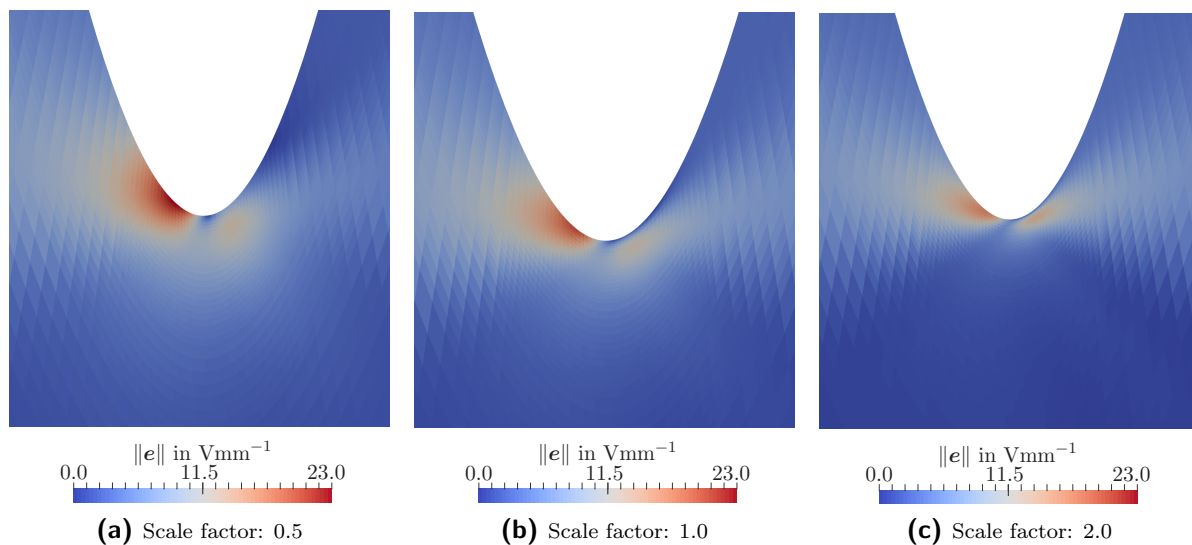 ‖e‖ in Vmm⁻¹
0.0 11.5 23.0
(a) Scale factor: 0.5
‖e‖ in Vmm⁻¹
0.0 11.5 23.0
(b) Scale factor: 1.0
‖e‖ in Vmm⁻¹
0.0 11.5 23.0
(c) Scale factor: 2.0